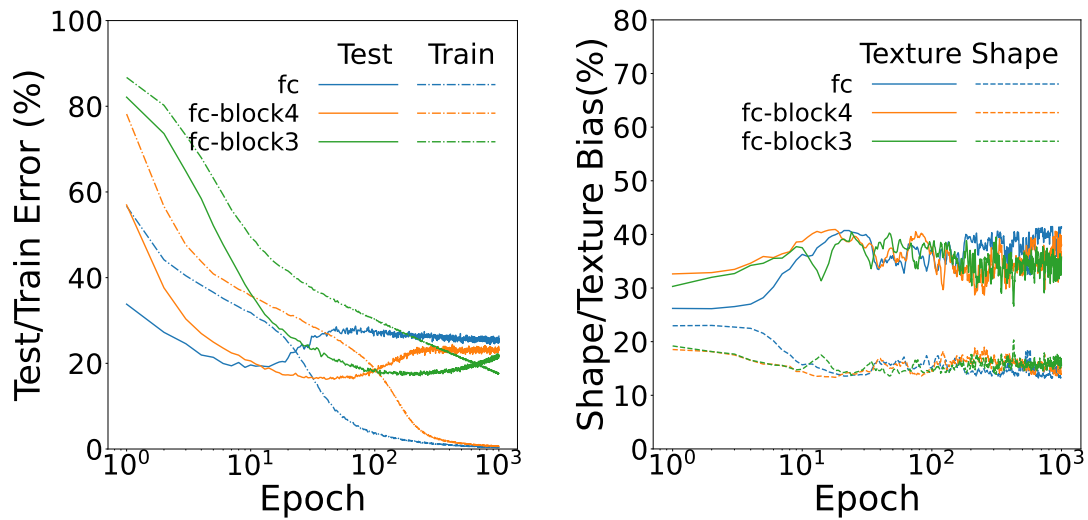 Test/Train Error (%)
100
80
60
40
20
0
Test Train
fc
fc-block4
fc-block3
10^0 10^1 10^2 10^3
Epoch
Shape/Texture Bias(%)
80
70
60
50
40
30
20
10
0
Texture Shape
fc
fc-block4
fc-block3
10^0 10^1 10^2 10^3
Epoch